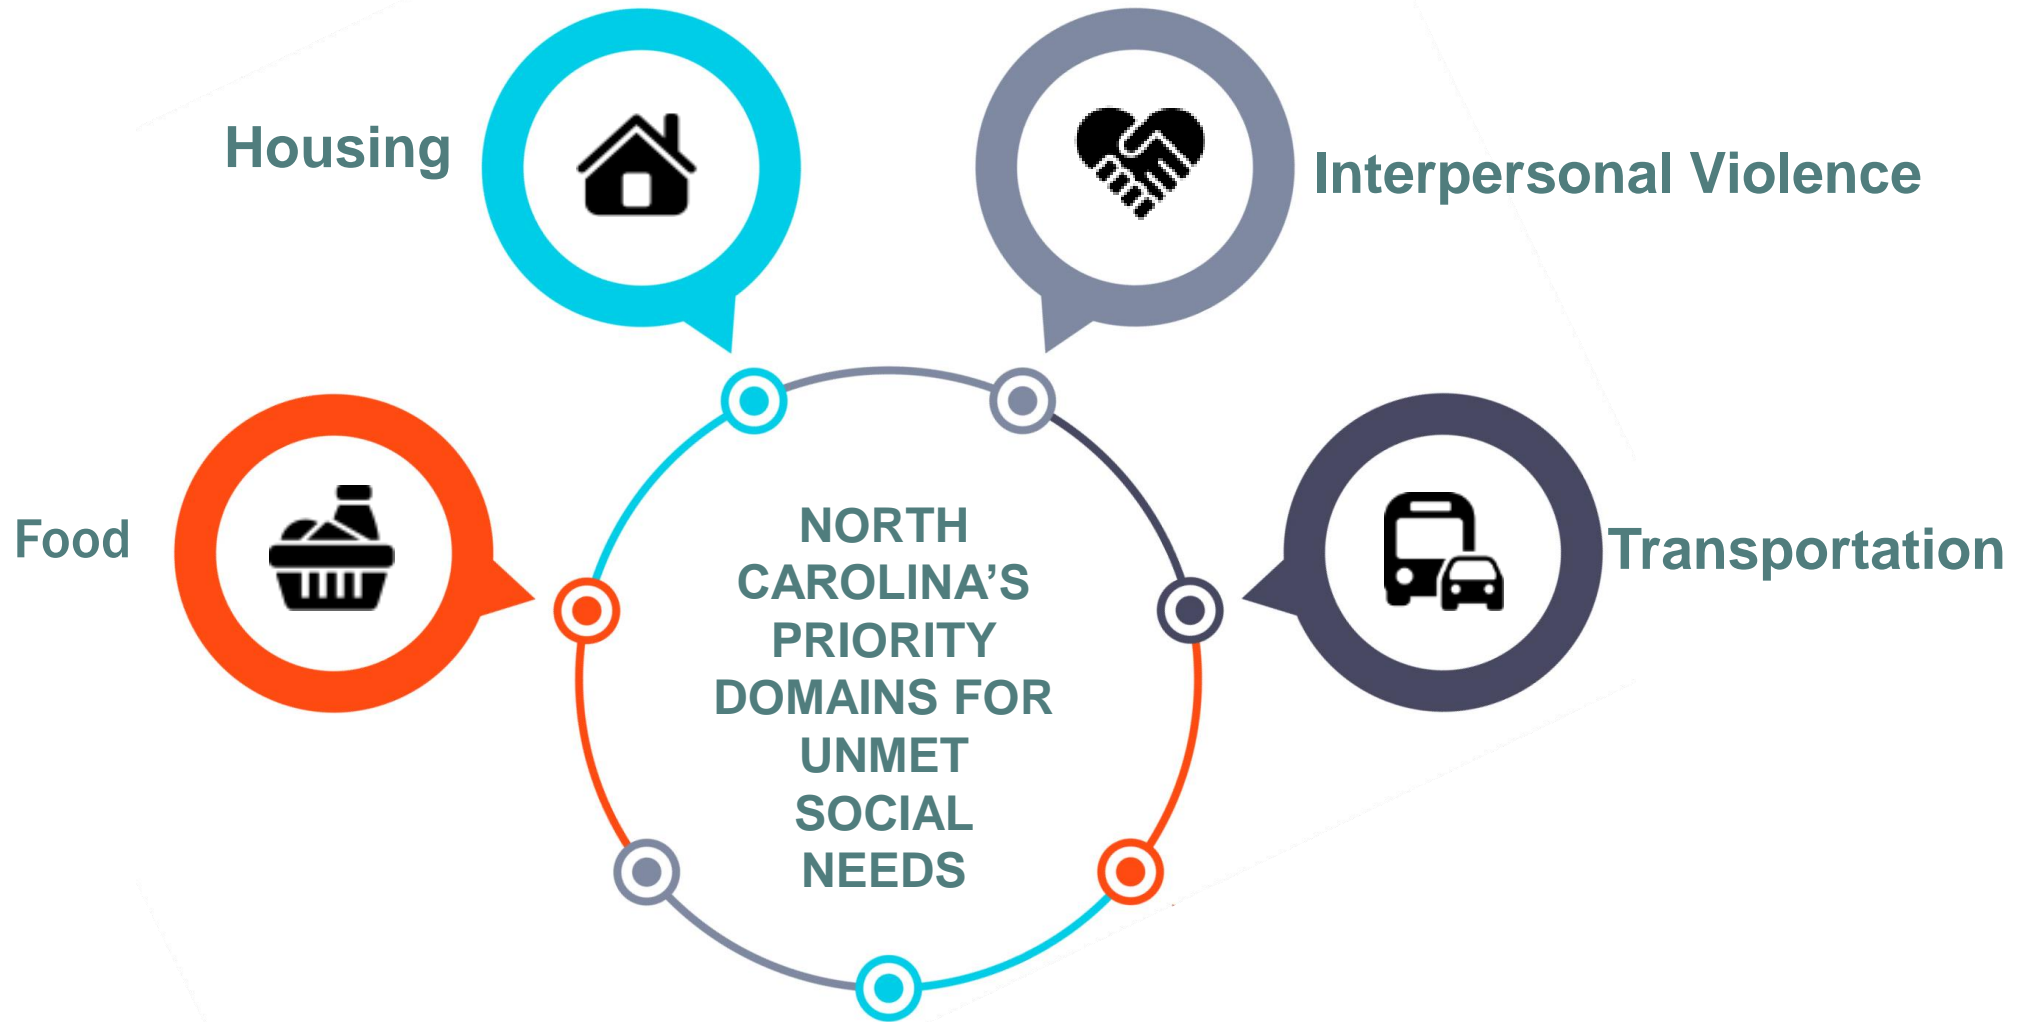 Housing
Interpersonal Violence
Food
Transportation
NORTH
CAROLINA’S
PRIORITY
DOMAINS FOR
UNMET
SOCIAL
NEEDS